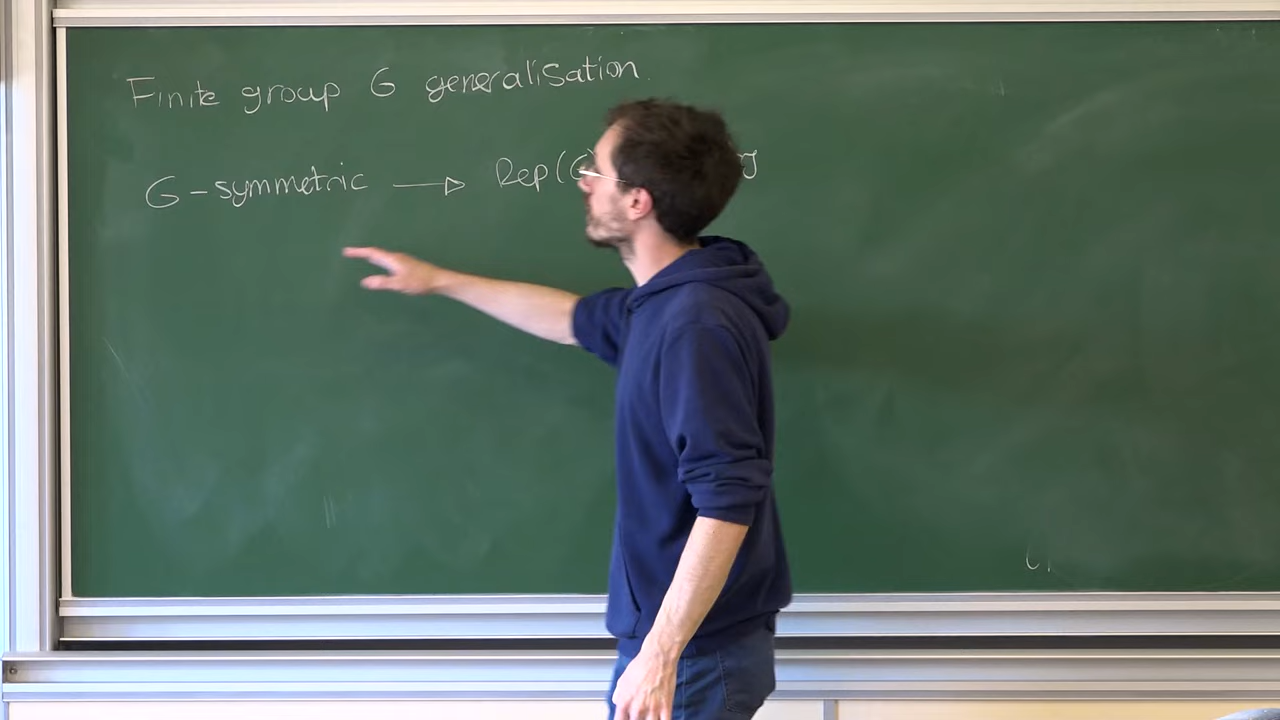 Finite group G generalisation.
G-symmetric → Rep(G)